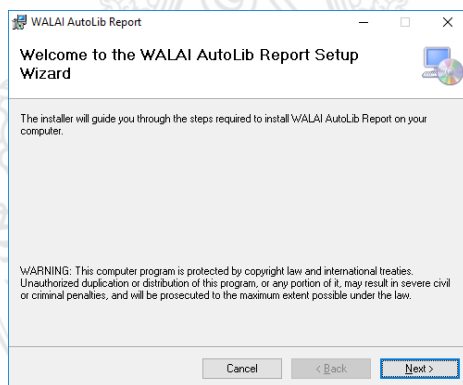 WALAI AutoLib Report
Welcome to the WALAI AutoLib Report Setup
Wizard
The installer will guide you through the steps required to install WALAI AutoLib Report on your
computer.
WARNING: This computer program is protected by copyright law and international treaties.
Unauthorized duplication or distribution of this program, or any portion of it, may result in severe civil
or criminal penalties, and will be prosecuted to the maximum extent possible under the law.
Cancel < Back Next >